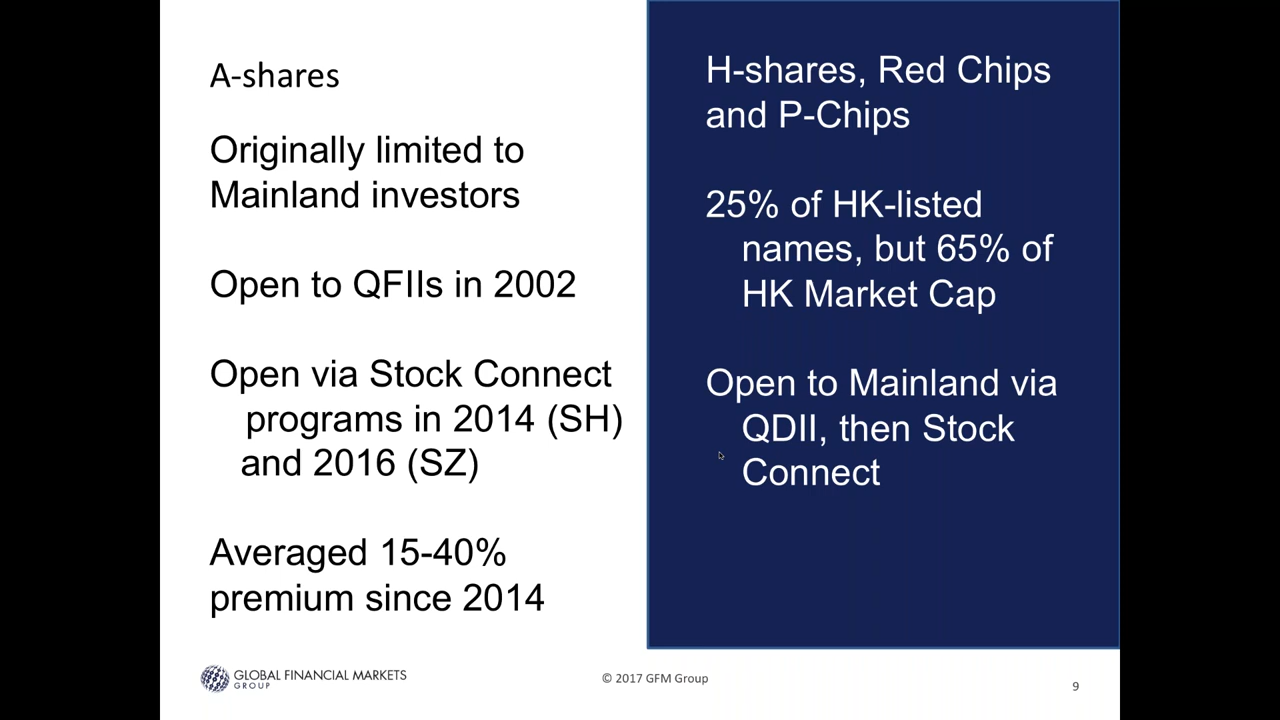 A-shares
Originally limited to
Mainland investors
Open to QFIIs in 2002
Open via Stock Connect
programs in 2014 (SH)
and 2016 (SZ)
Averaged 15-40%
premium since 2014
H-shares, Red Chips
and P-Chips
25% of HK-listed
names, but 65% of
HK Market Cap
Open to Mainland via
QDII, then Stock
Connect
GLOBAL FINANCIAL MARKETS
GROUP
© 2017 GFM Group
9